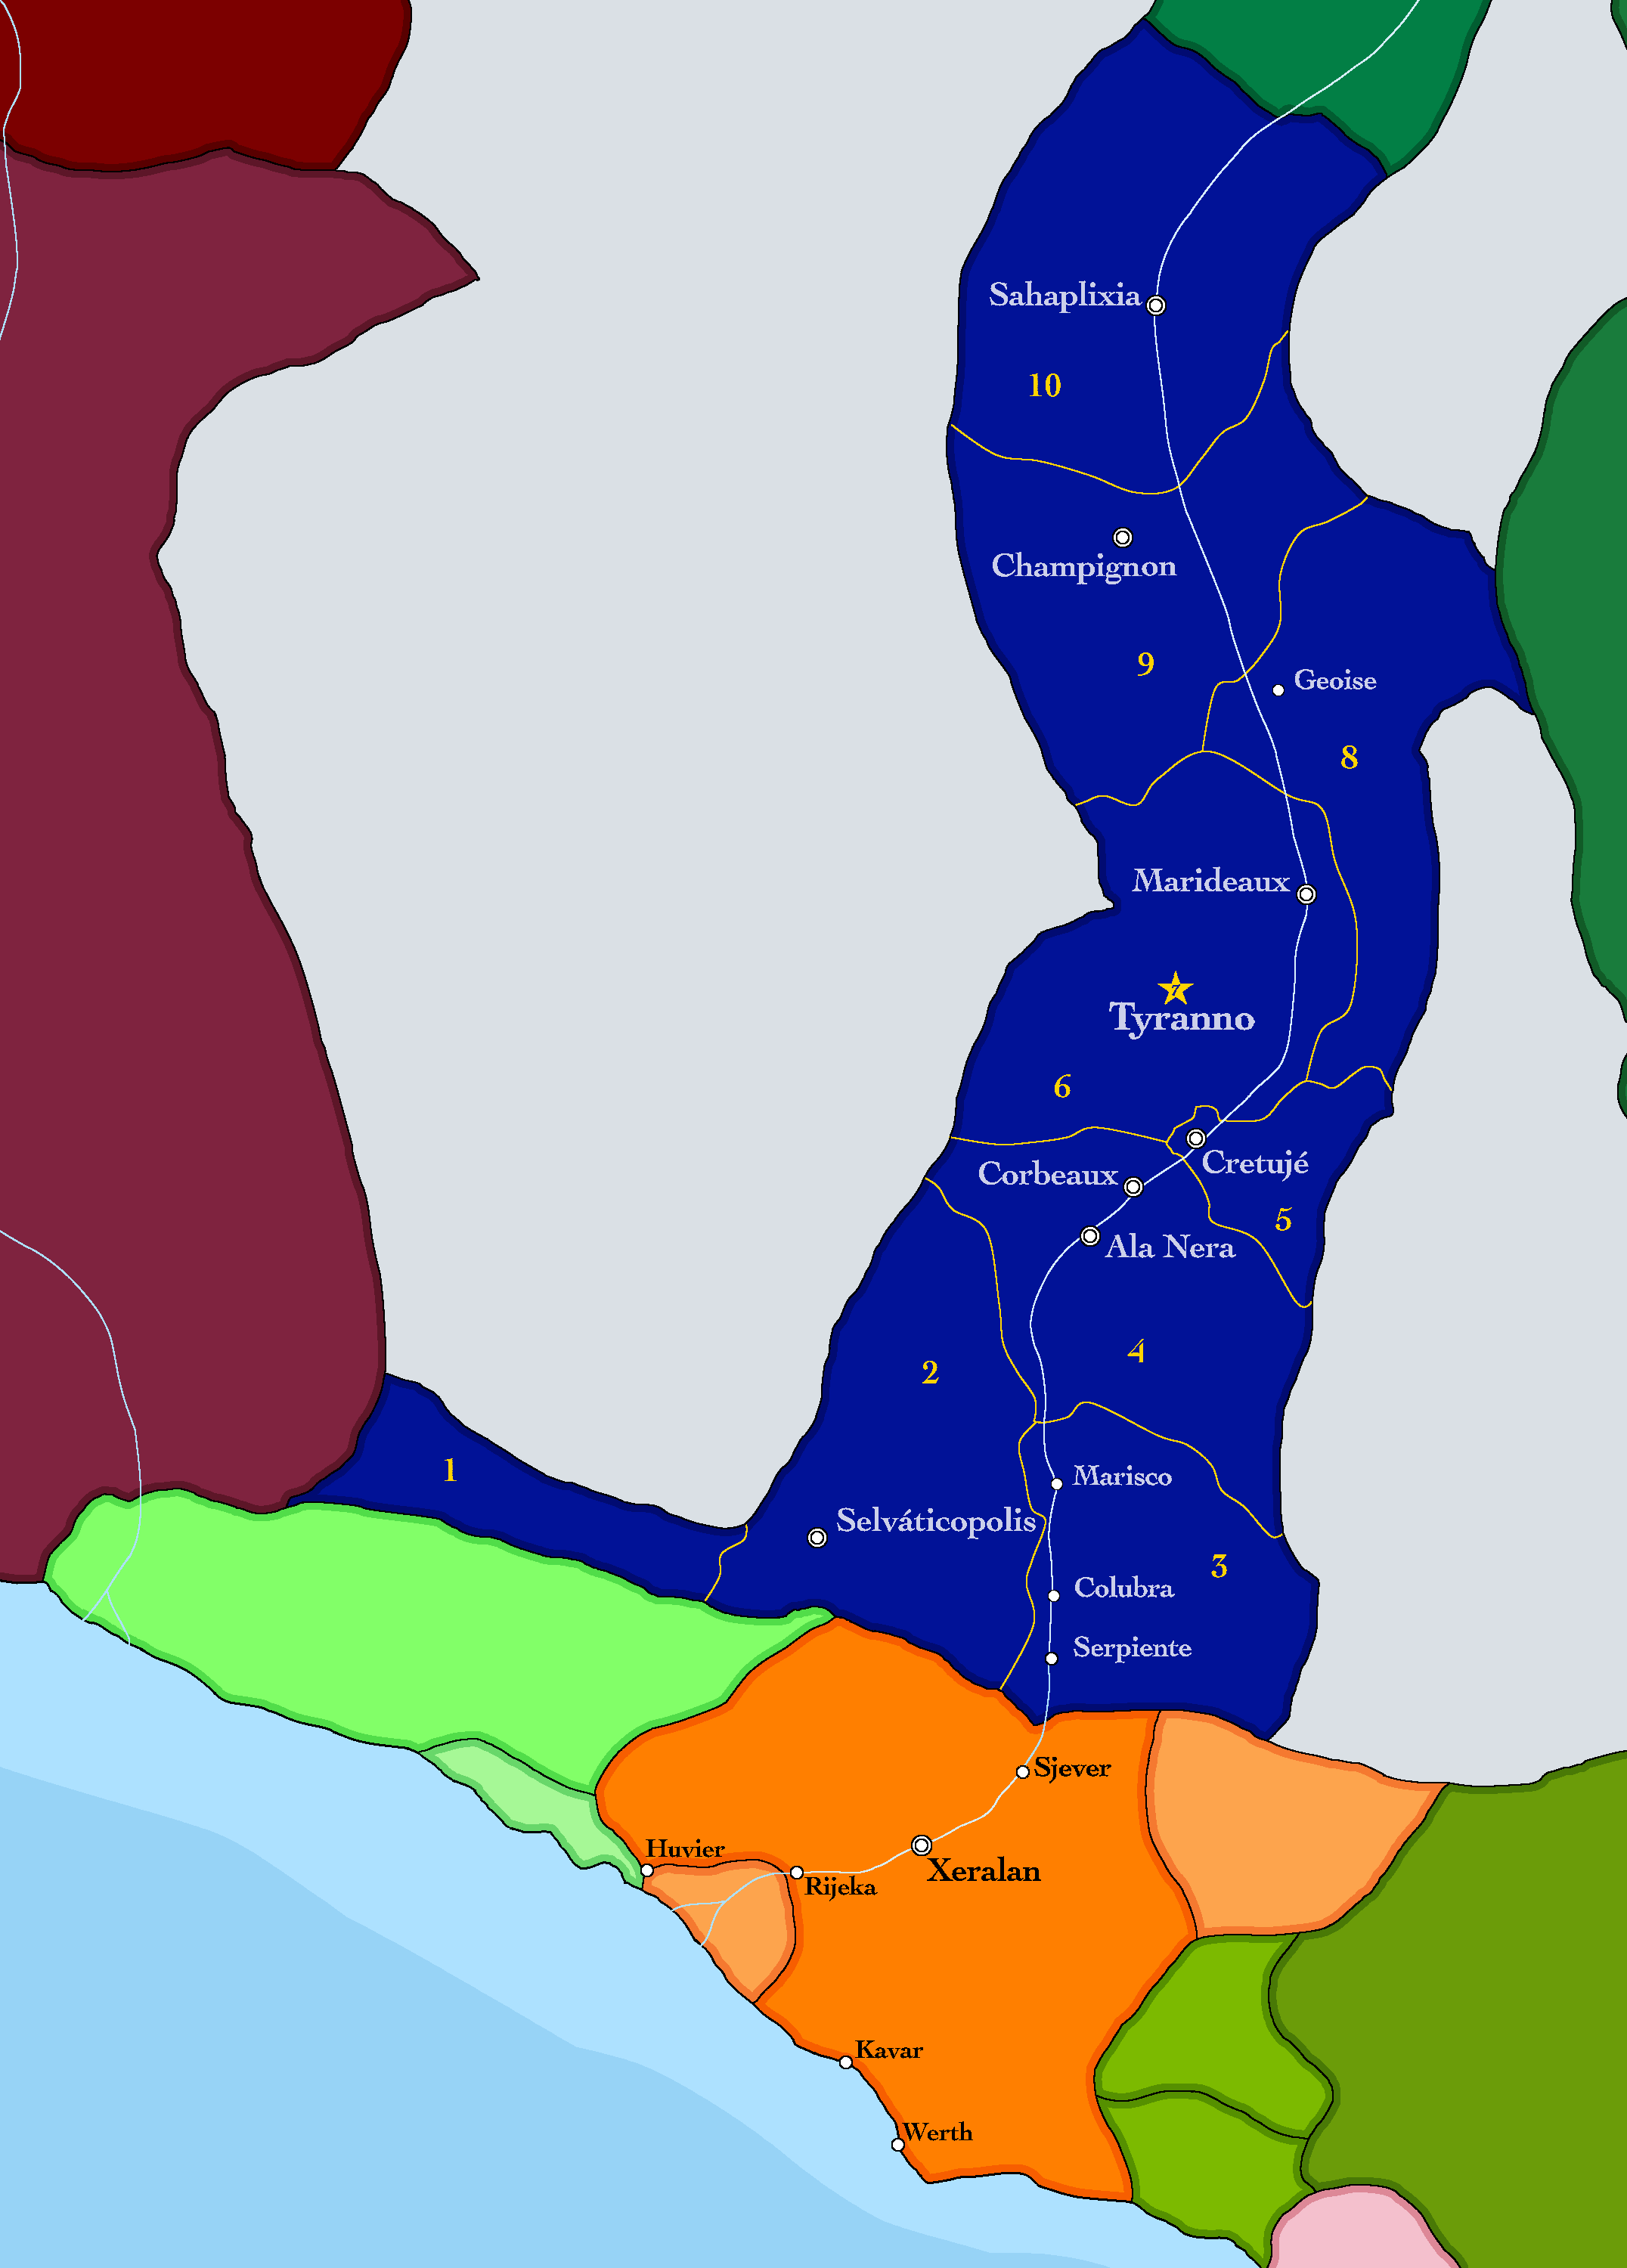 Sahaplixia
10
Champignon
9
Geoise
8
Marideaux
7
Tyranno
6
Cretujé
Corbeaux
5
Ala Nera
4
2
1
Marisco
Selváticopolis
3
Colubra
Serpiente
Sjever
Huvier
Xeralan
Rijeka
Kavar
Werth